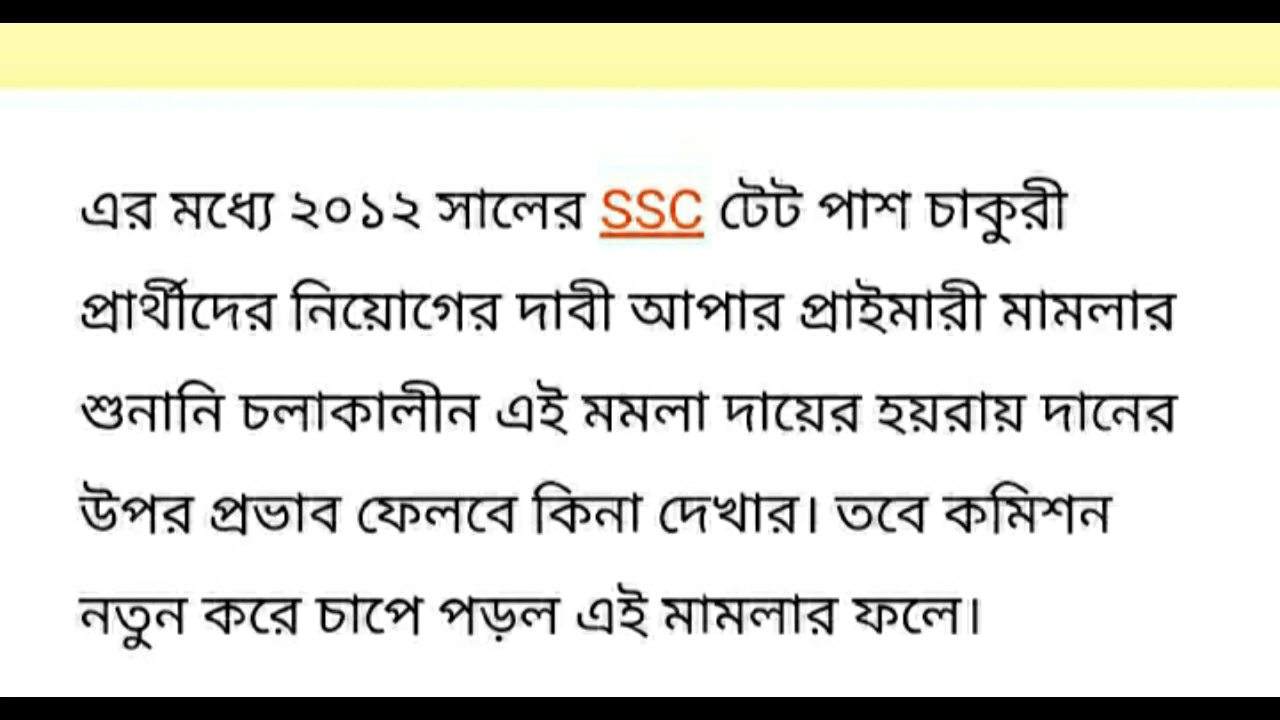 এর মধ্যে ২০১২ সালের SSC টেট পাশ চাকুরী
প্রার্থীদের নিয়োগের দাবী আপার প্রাইমারী মামলার
শুনানি চলাকালীন এই মমলা দায়ের হয়রায় দানের
উপর প্রভাব ফেলবে কিনা দেখার। তবে কমিশন
নতুন করে চাপে পড়ল এই মামলার ফলে।